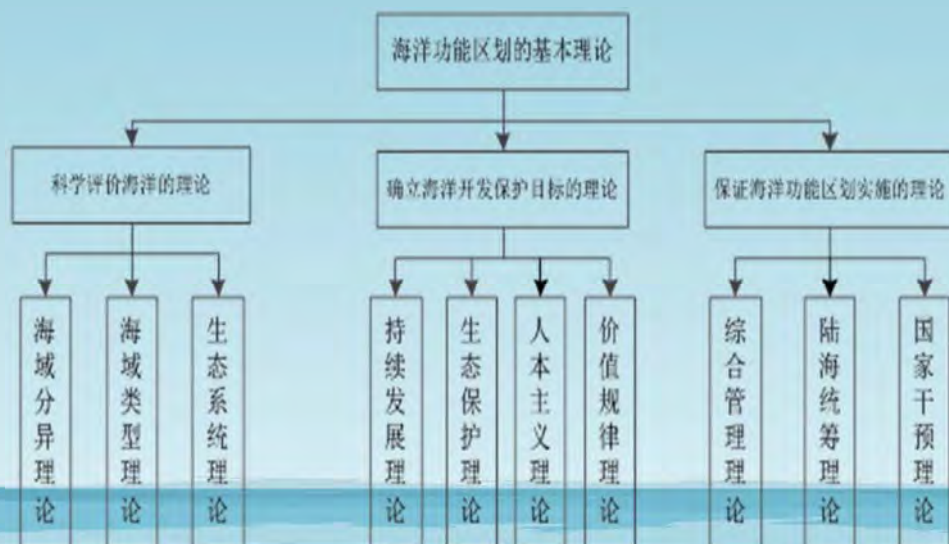 海洋功能区划的基本理论
科学评价海洋的理论
确立海洋开发保护目标的理论
保证海洋功能区划实施的理论
海域分异理论
海域类型理论
生态系统理论
持续发展理论
生态保护理论
人本主义理论
价值规律理论
综合管理理论
陆海统筹理论
国家干预理论